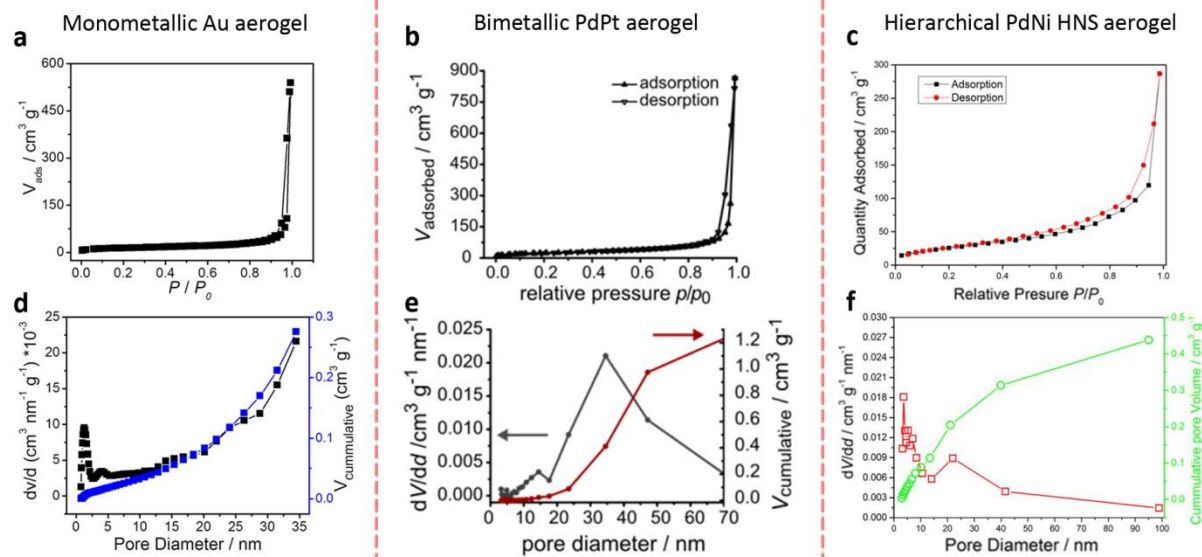 Monometallic Au aerogel
Bimetallic PdPt aerogel
Hierarchical PdNi HNS aerogel
a
600
450
300
150
0
V_ads / cm³ g⁻¹
0.0 0.2 0.4 0.6 0.8 1.0
P / P₀
b
900
750
600
450
300
150
0
V_adsorbed / cm³ g⁻¹
adsorption
desorption
0.0 0.2 0.4 0.6 0.8 1.0
relative pressure p/p₀
c
300
250
200
150
100
50
0
Quantity Adsorbed / cm³ g⁻¹
Adsorption
Desorption
0.0 0.2 0.4 0.6 0.8 1.0
Relative Presure P/P₀
d
25
20
15
10
5
0
dv/d (cm³ nm⁻¹ g⁻¹) *10⁻³
0.3
0.2
0.1
0.0
V_cummulative (cm³ g⁻¹)
0 5 10 15 20 25 30 35
Pore Diameter / nm
e
0.025
0.020
0.015
0.010
0.005
0.000
dV/dd /cm³ g⁻¹ nm⁻¹
1.2
1.0
0.8
0.6
0.4
0.2
0.0
V_cumulative / cm³ g⁻¹
0 10 20 30 40 50 60 70
pore diameter / nm
f
0.030
0.027
0.024
0.021
0.018
0.015
0.012
0.009
0.006
0.003
0.000
dV/dd / cm³ g⁻¹ nm⁻¹
0.5
0.4
0.3
0.2
0.1
0.0
Cummulative pore Volume / cm³ g⁻¹
0 10 20 30 40 50 60 70 80 90 100
Pore Diameter / nm